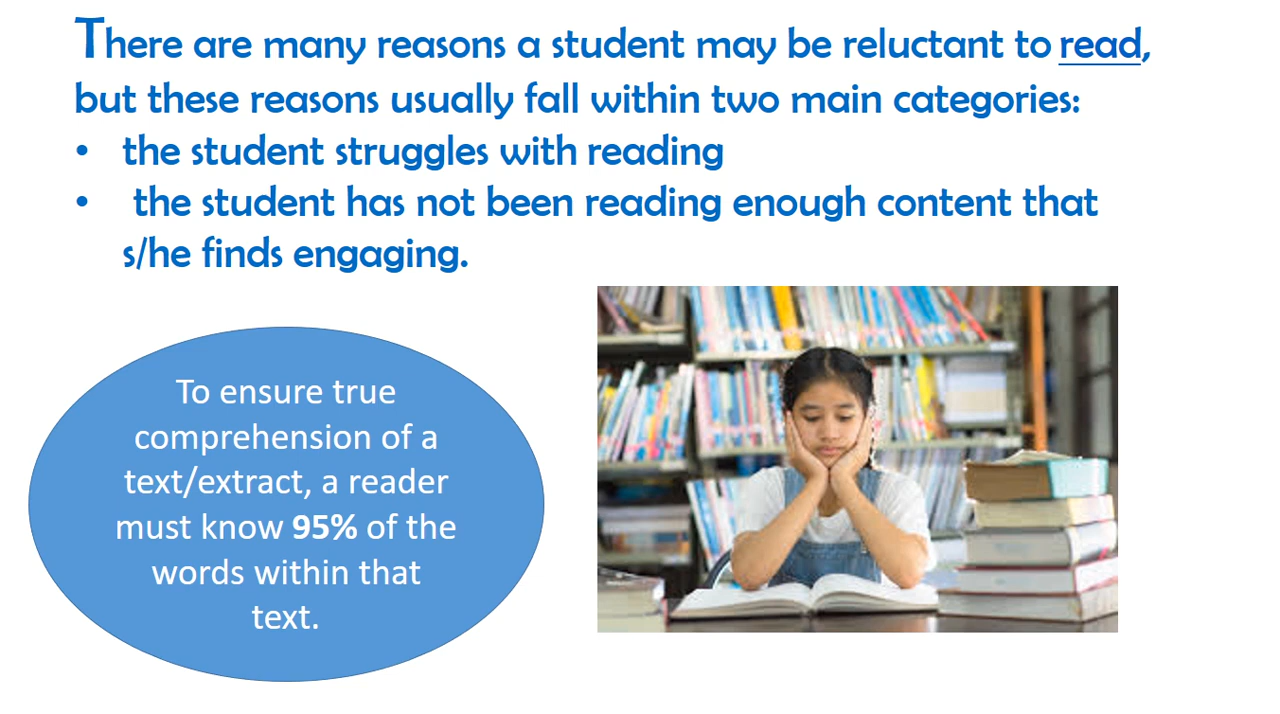 There are many reasons a student may be reluctant to read,
but these reasons usually fall within two main categories:
• the student struggles with reading
• the student has not been reading enough content that
s/he finds engaging.
To ensure true
comprehension of a
text/extract, a reader
must know 95% of the
words within that
text.